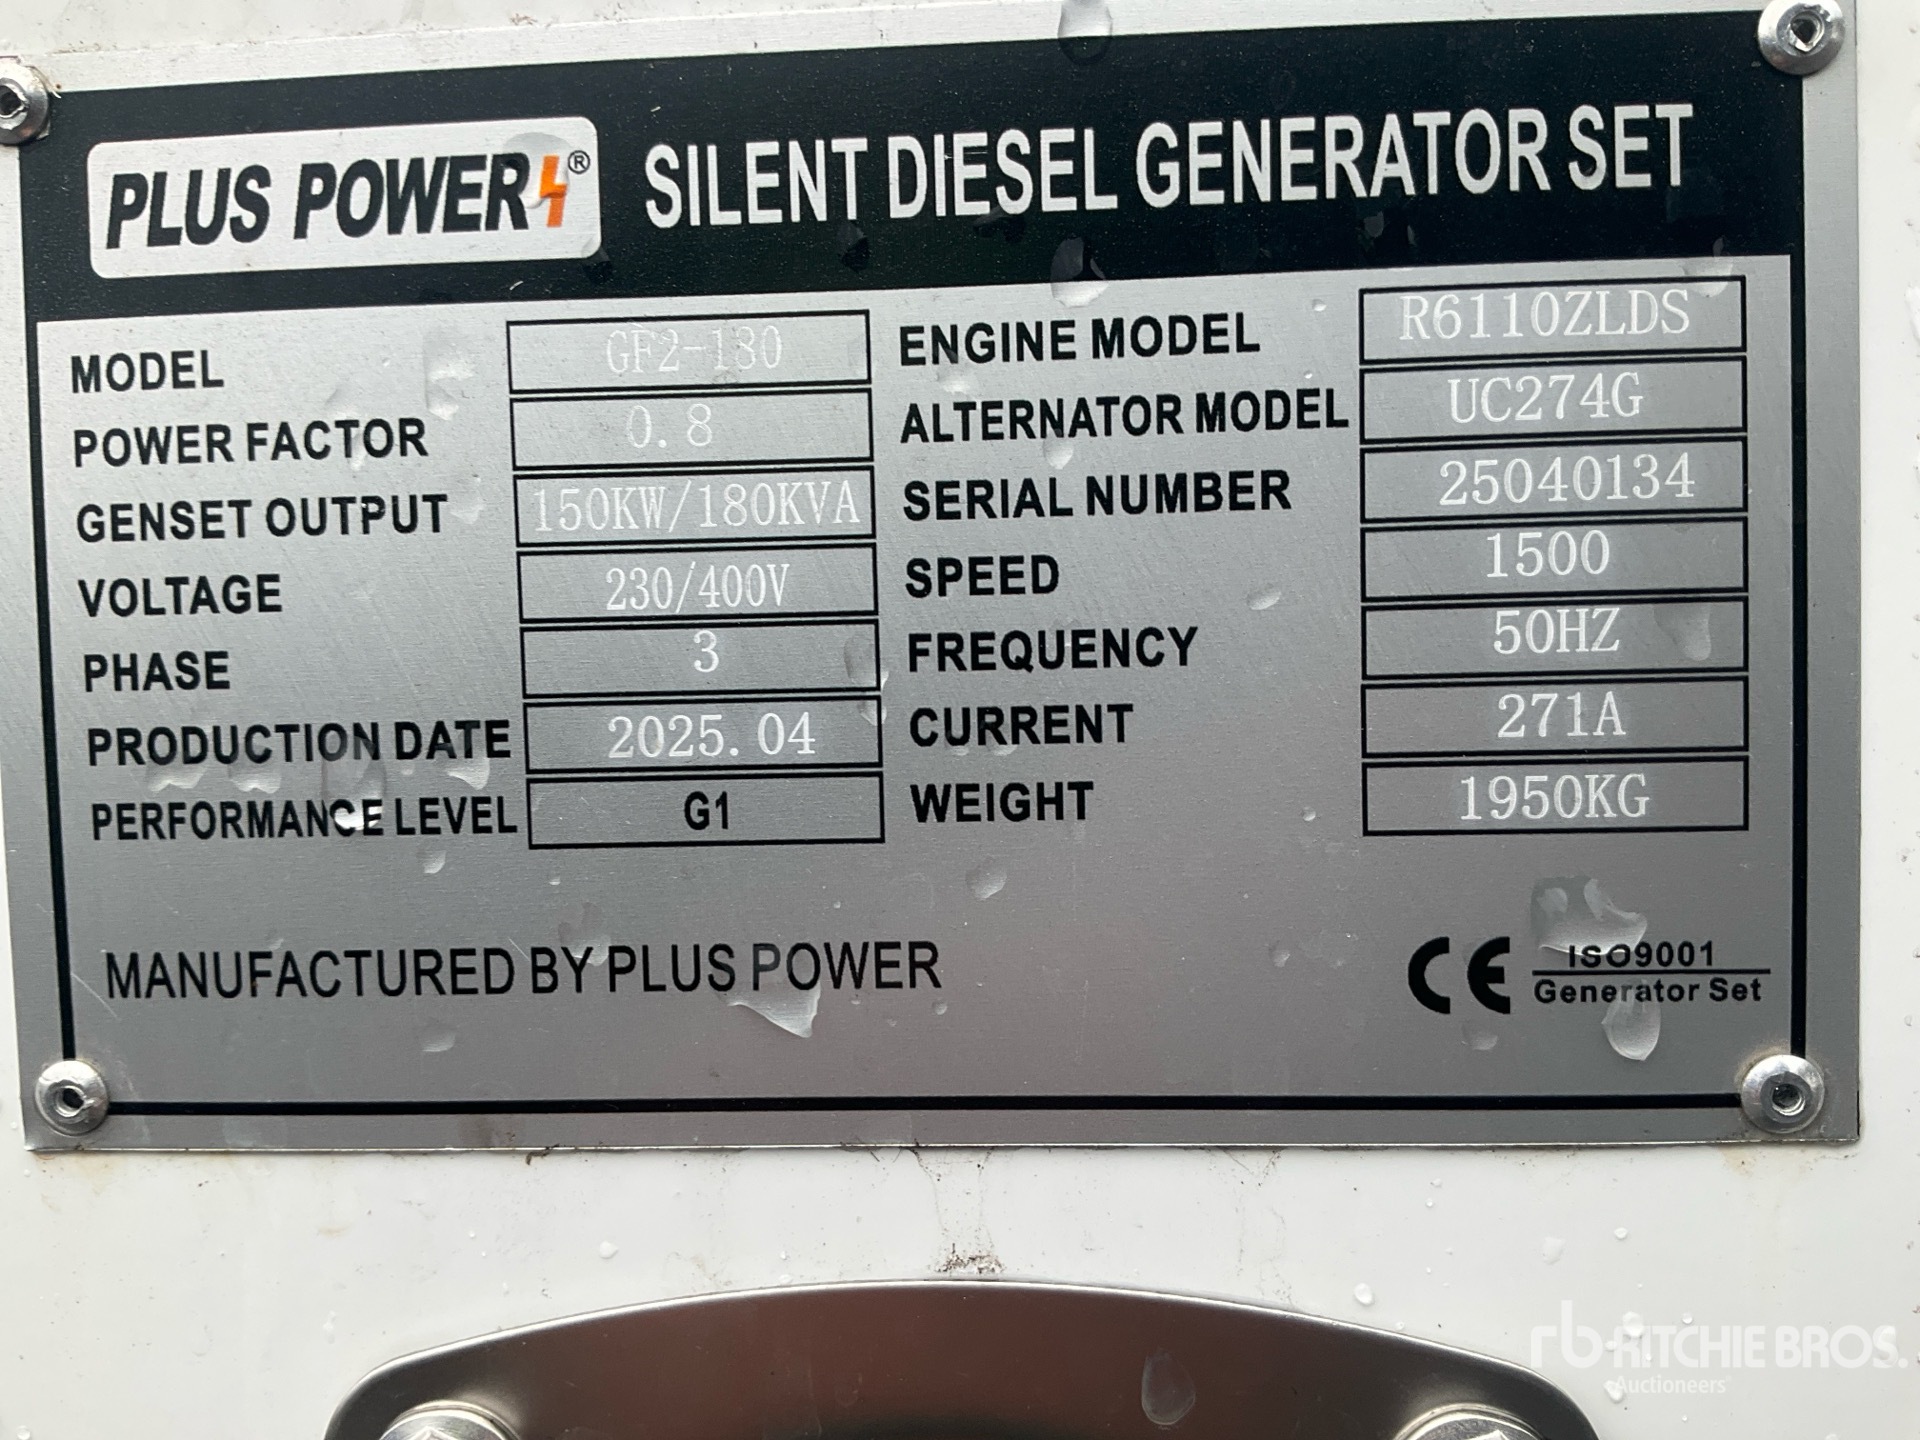 PLUS POWER® SILENT DIESEL GENERATOR SET
MODEL GF2-180 ENGINE MODEL R6110ZLDS
POWER FACTOR 0.8 ALTERNATOR MODEL UC274G
GENSET OUTPUT 150KW/180KVA SERIAL NUMBER 25040134
VOLTAGE 230/400V SPEED 1500
PHASE 3 FREQUENCY 50HZ
PRODUCTION DATE 2025.04 CURRENT 271A
PERFORMANCE LEVEL G1 WEIGHT 1950KG
MANUFACTURED BY PLUS POWER CE ISO9001
Generator Set
rb RITCHIE BROS.
Auctioneers